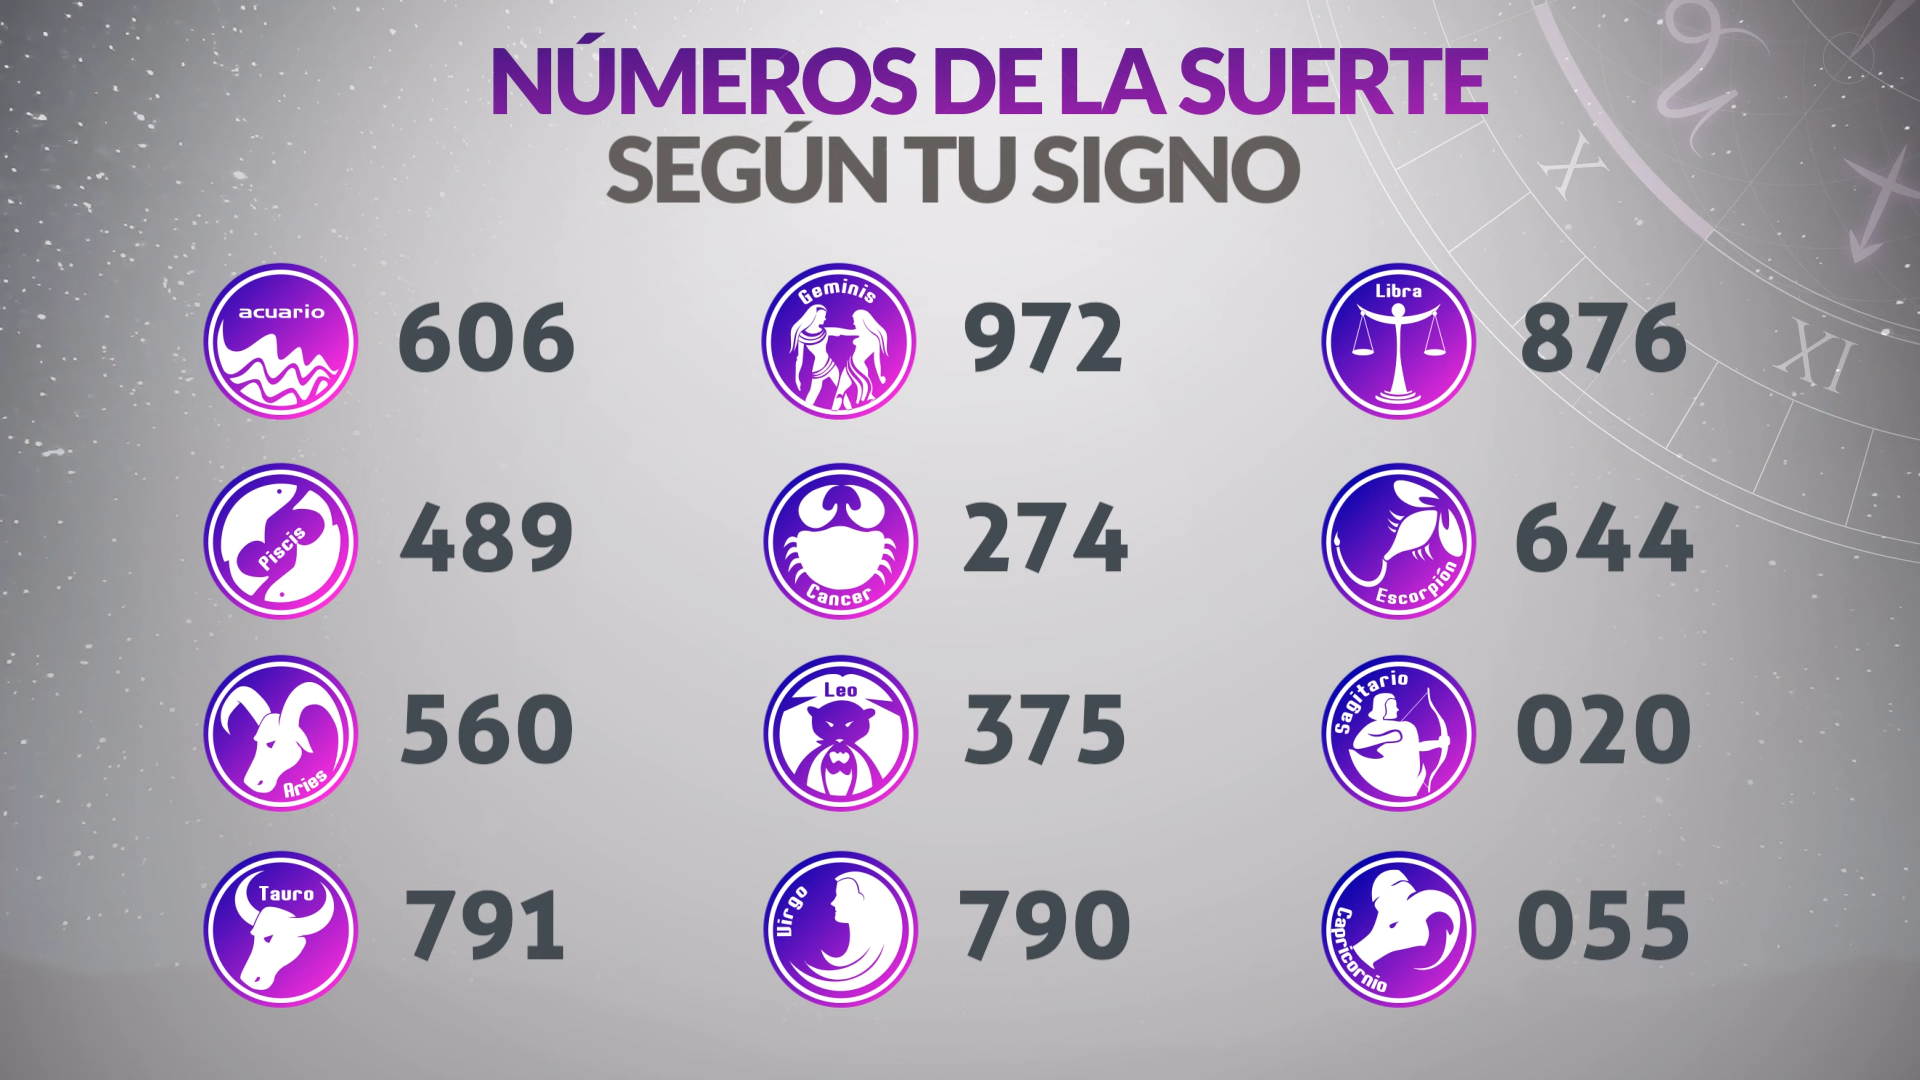 NÚMEROS DE LA SUERTE
SEGÚN TU SIGNO
acuario 606
Geminis 972
Libra 876
Piscis 489
Cancer 274
Escorpión 644
Aries 560
Leo 375
Sagitario 020
Tauro 791
Virgo 790
Capricornio 055
X
XI